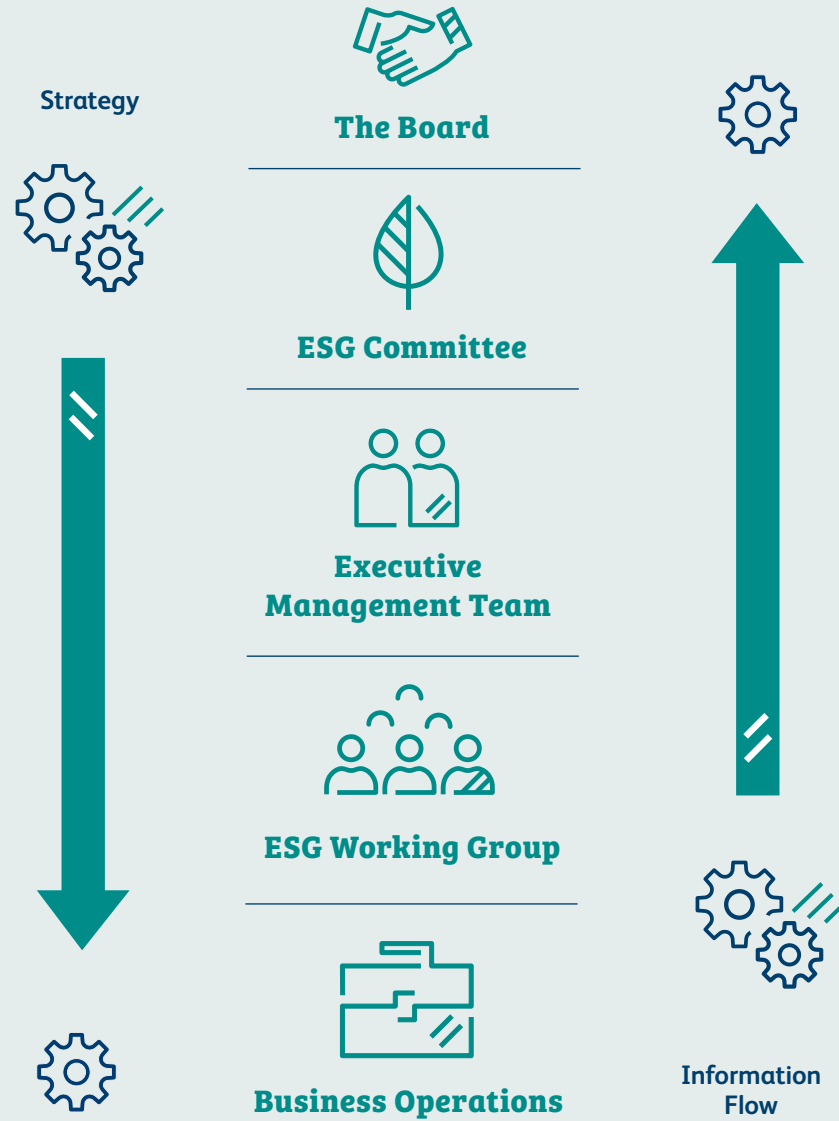 Strategy
The Board
ESG Committee
Executive
Management Team
ESG Working Group
Business Operations
Information
Flow